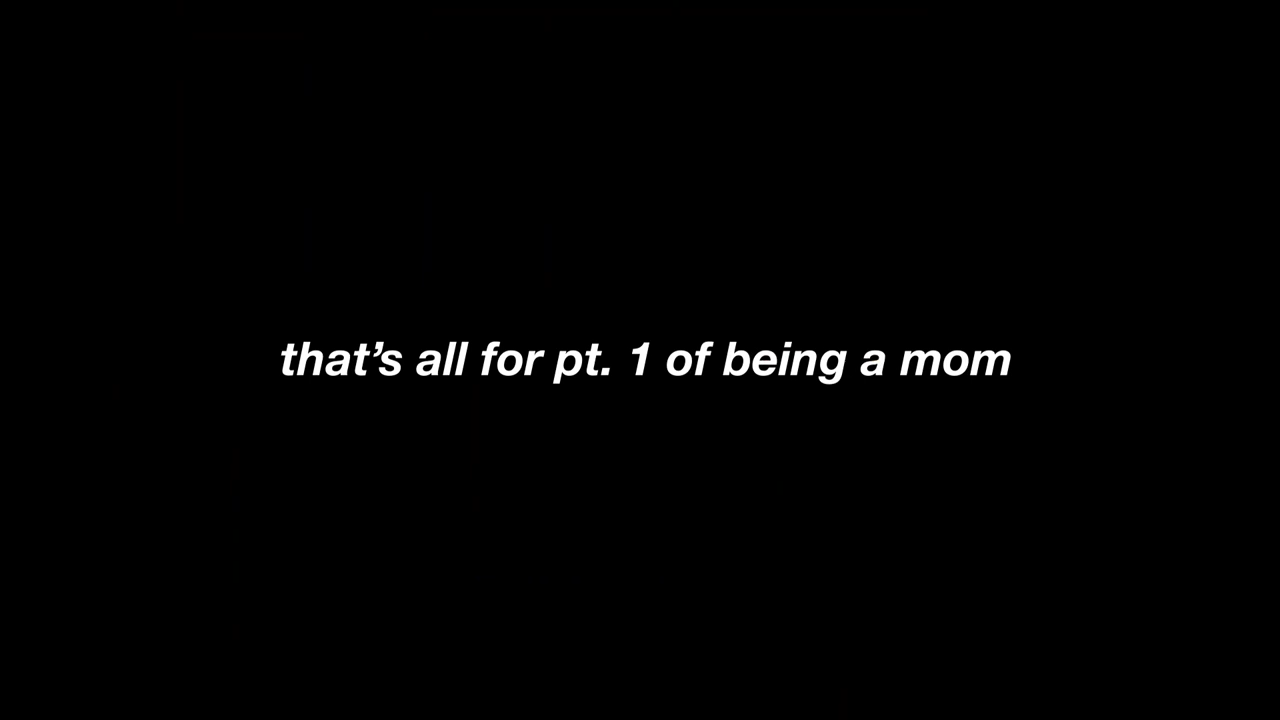 that’s all for pt. 1 of being a mom